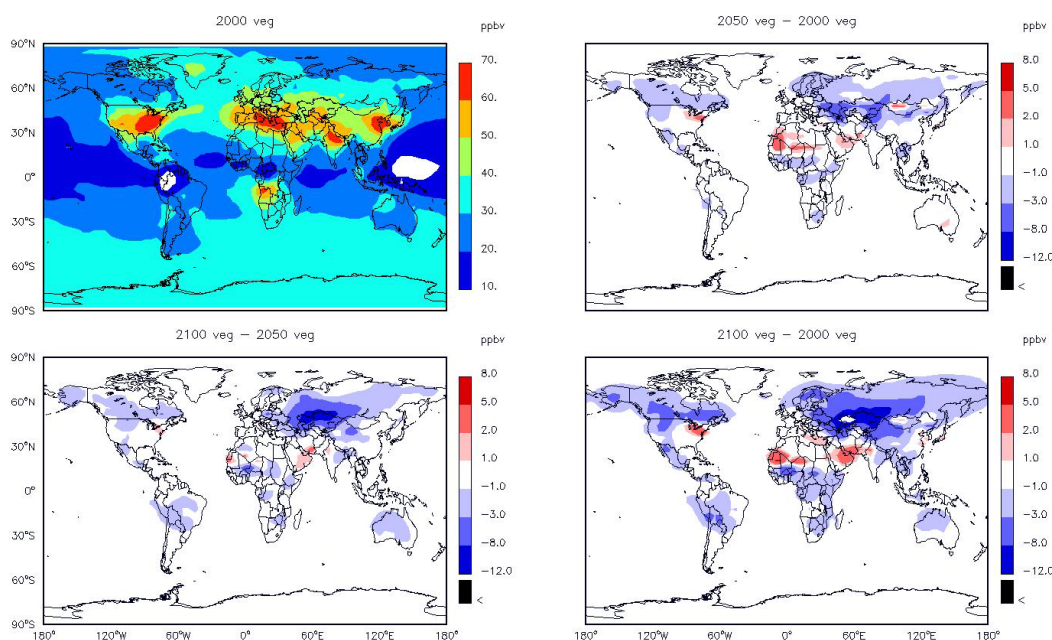 2000 veg
ppbv
90°N
60°N
30°N
0°
30°S
60°S
90°S
70.
60.
50.
40.
30.
20.
10.
2050 veg − 2000
ppbv
8.0
5.0
2.0
1.0
−1.0
−3.0
−8.0
−12.0
<
2100 veg − 2050
ppbv
90°N
60°N
30°N
0°
30°S
60°S
90°S
180°
120°W
60°W
0°
60°E
120°E
180°
8.0
5.0
2.0
1.0
−1.0
−3.0
−8.0
−12.0
<
2100 veg − 2000
ppbv
180°
120°W
60°W
0°
60°E
120°E
180°
8.0
5.0
2.0
1.0
−1.0
−3.0
−8.0
−12.0
<